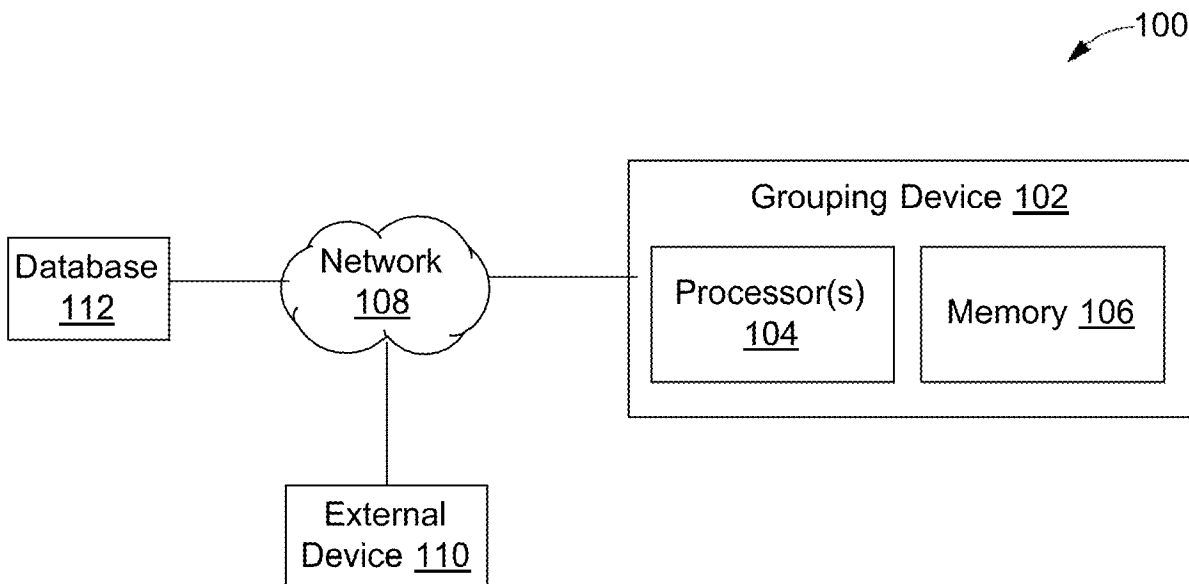 100
Grouping Device 102
Processor(s)
104
Memory 106
Network
108
Database
112
External
Device 110